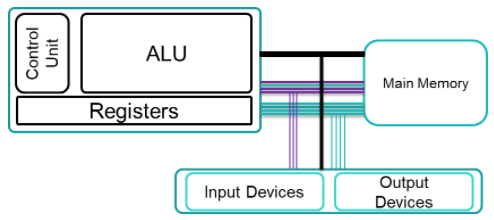 Control
Unit
ALU
Registers
Main Memory
Input Devices
Output
Devices